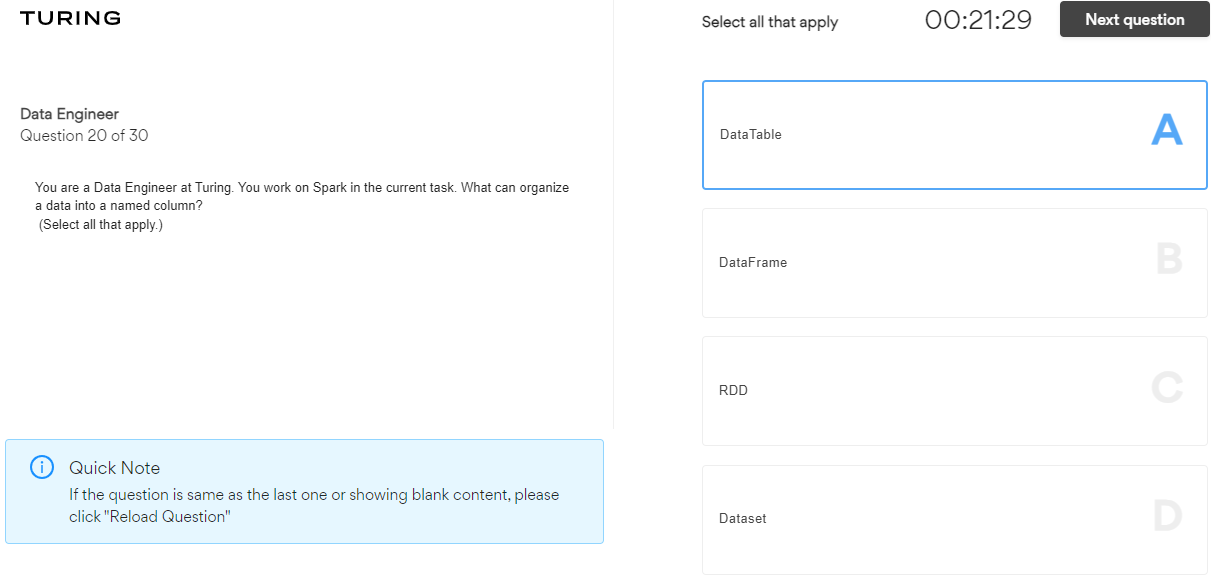 TURING
Select all that apply
00:21:29
Next question
Data Engineer
Question 20 of 30
You are a Data Engineer at Turing. You work on Spark in the current task. What can organize
a data into a named column?
(Select all that apply.)
DataTable
A
DataFrame
B
RDD
C
Dataset
D
Quick Note
If the question is same as the last one or showing blank content, please
click "Reload Question"